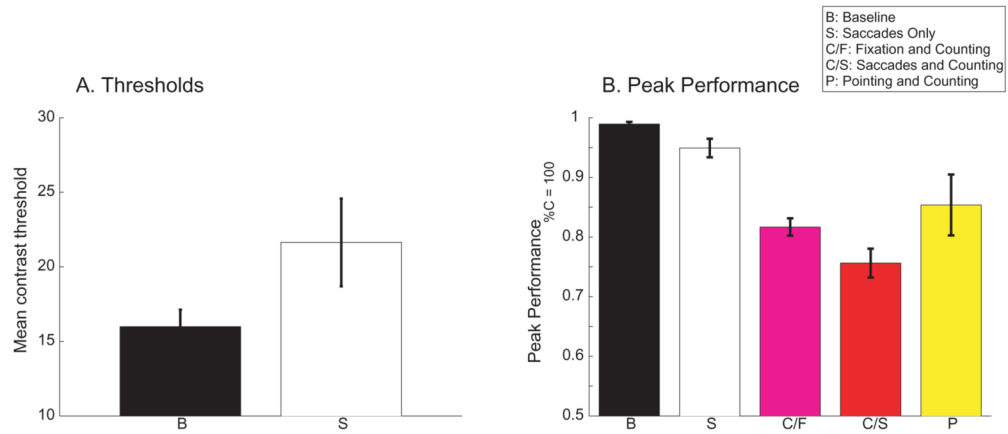 B: Baseline
S: Saccades Only
C/F: Fixation and Counting
C/S: Saccades and Counting
P: Pointing and Counting
A. Thresholds
30
25
20
15
10
Mean contrast threshold
B
S
B. Peak Performance
1
0.9
0.8
0.7
0.6
0.5
Peak Performance %C = 100
B
S
C/F
C/S
P